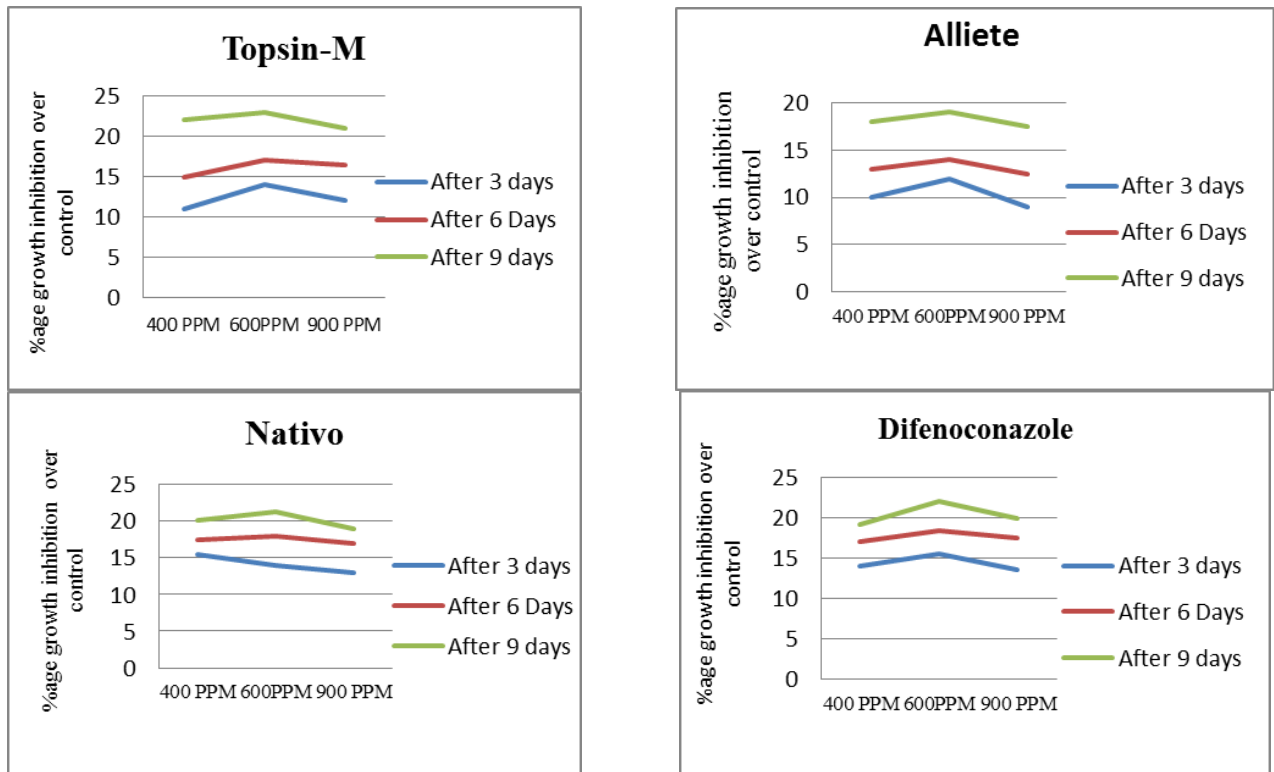 Topsin-M
%age growth inhibition over
control
25
20
15
10
5
0
400 PPM 600PPM 900 PPM
After 3 days
After 6 Days
After 9 days
Alliete
%age growth inhibition
over control
20
15
10
5
0
400 PPM 600PPM 900 PPM
After 3 days
After 6 Days
After 9 days
Nativo
%age growth inhibition over
control
25
20
15
10
5
0
400 PPM 600PPM 900 PPM
After 3 days
After 6 Days
After 9 days
Difenoconazole
%age growth inhibition over
control
25
20
15
10
5
0
400 PPM 600PPM 900 PPM
After 3 days
After 6 Days
After 9 days